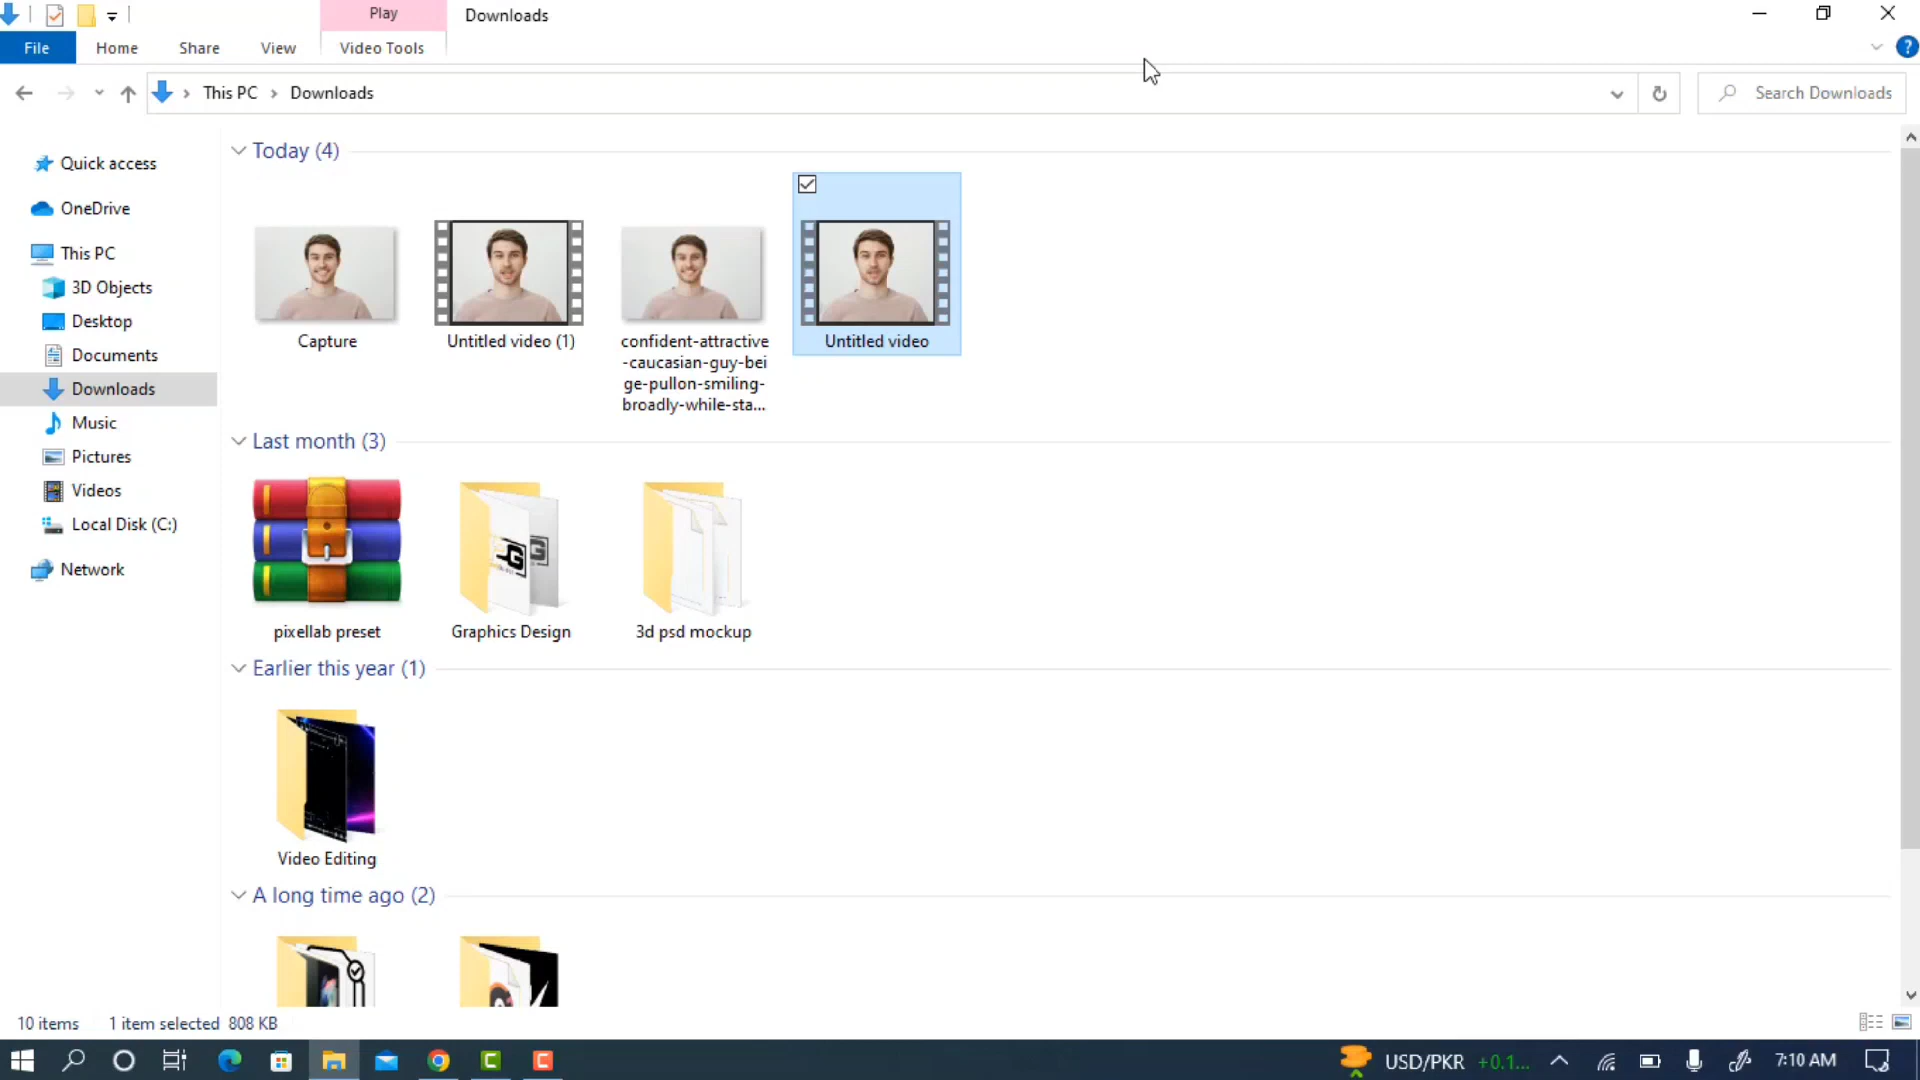 Play
Downloads
File
Home
Share
View
Video Tools
?
This PC
Downloads
Search Downloads
Quick access
OneDrive
This PC
3D Objects
Desktop
Documents
Downloads
Music
Pictures
Videos
Local Disk (C:)
Network
Today (4)
Capture
Untitled video (1)
confident-attractive
-caucasian-guy-bei
ge-pullon-smiling-
broadly-while-sta...
Untitled video
Last month (3)
pixellab preset
G
Graphics Design
3d psd mockup
Earlier this year (1)
Video Editing
A long time ago (2)
10 items
1 item selected 808 KB
C
C
USD/PKR +0.1...
7:10 AM